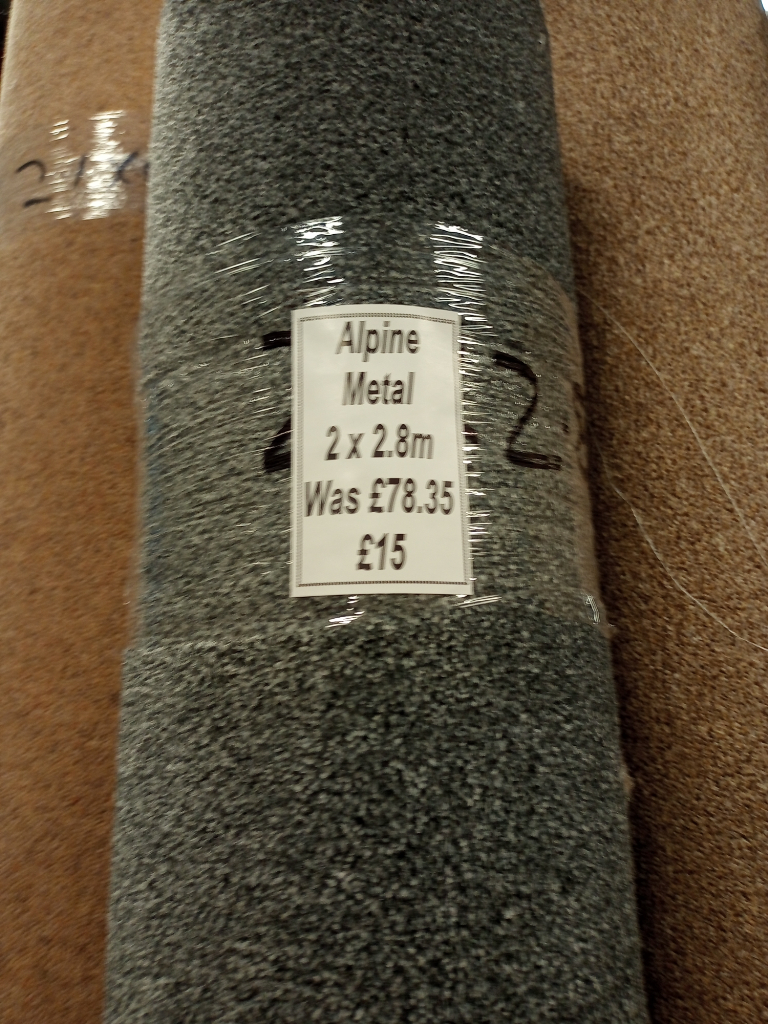 Alpine
Metal
2 x 2.8m
Was £78.35
£15